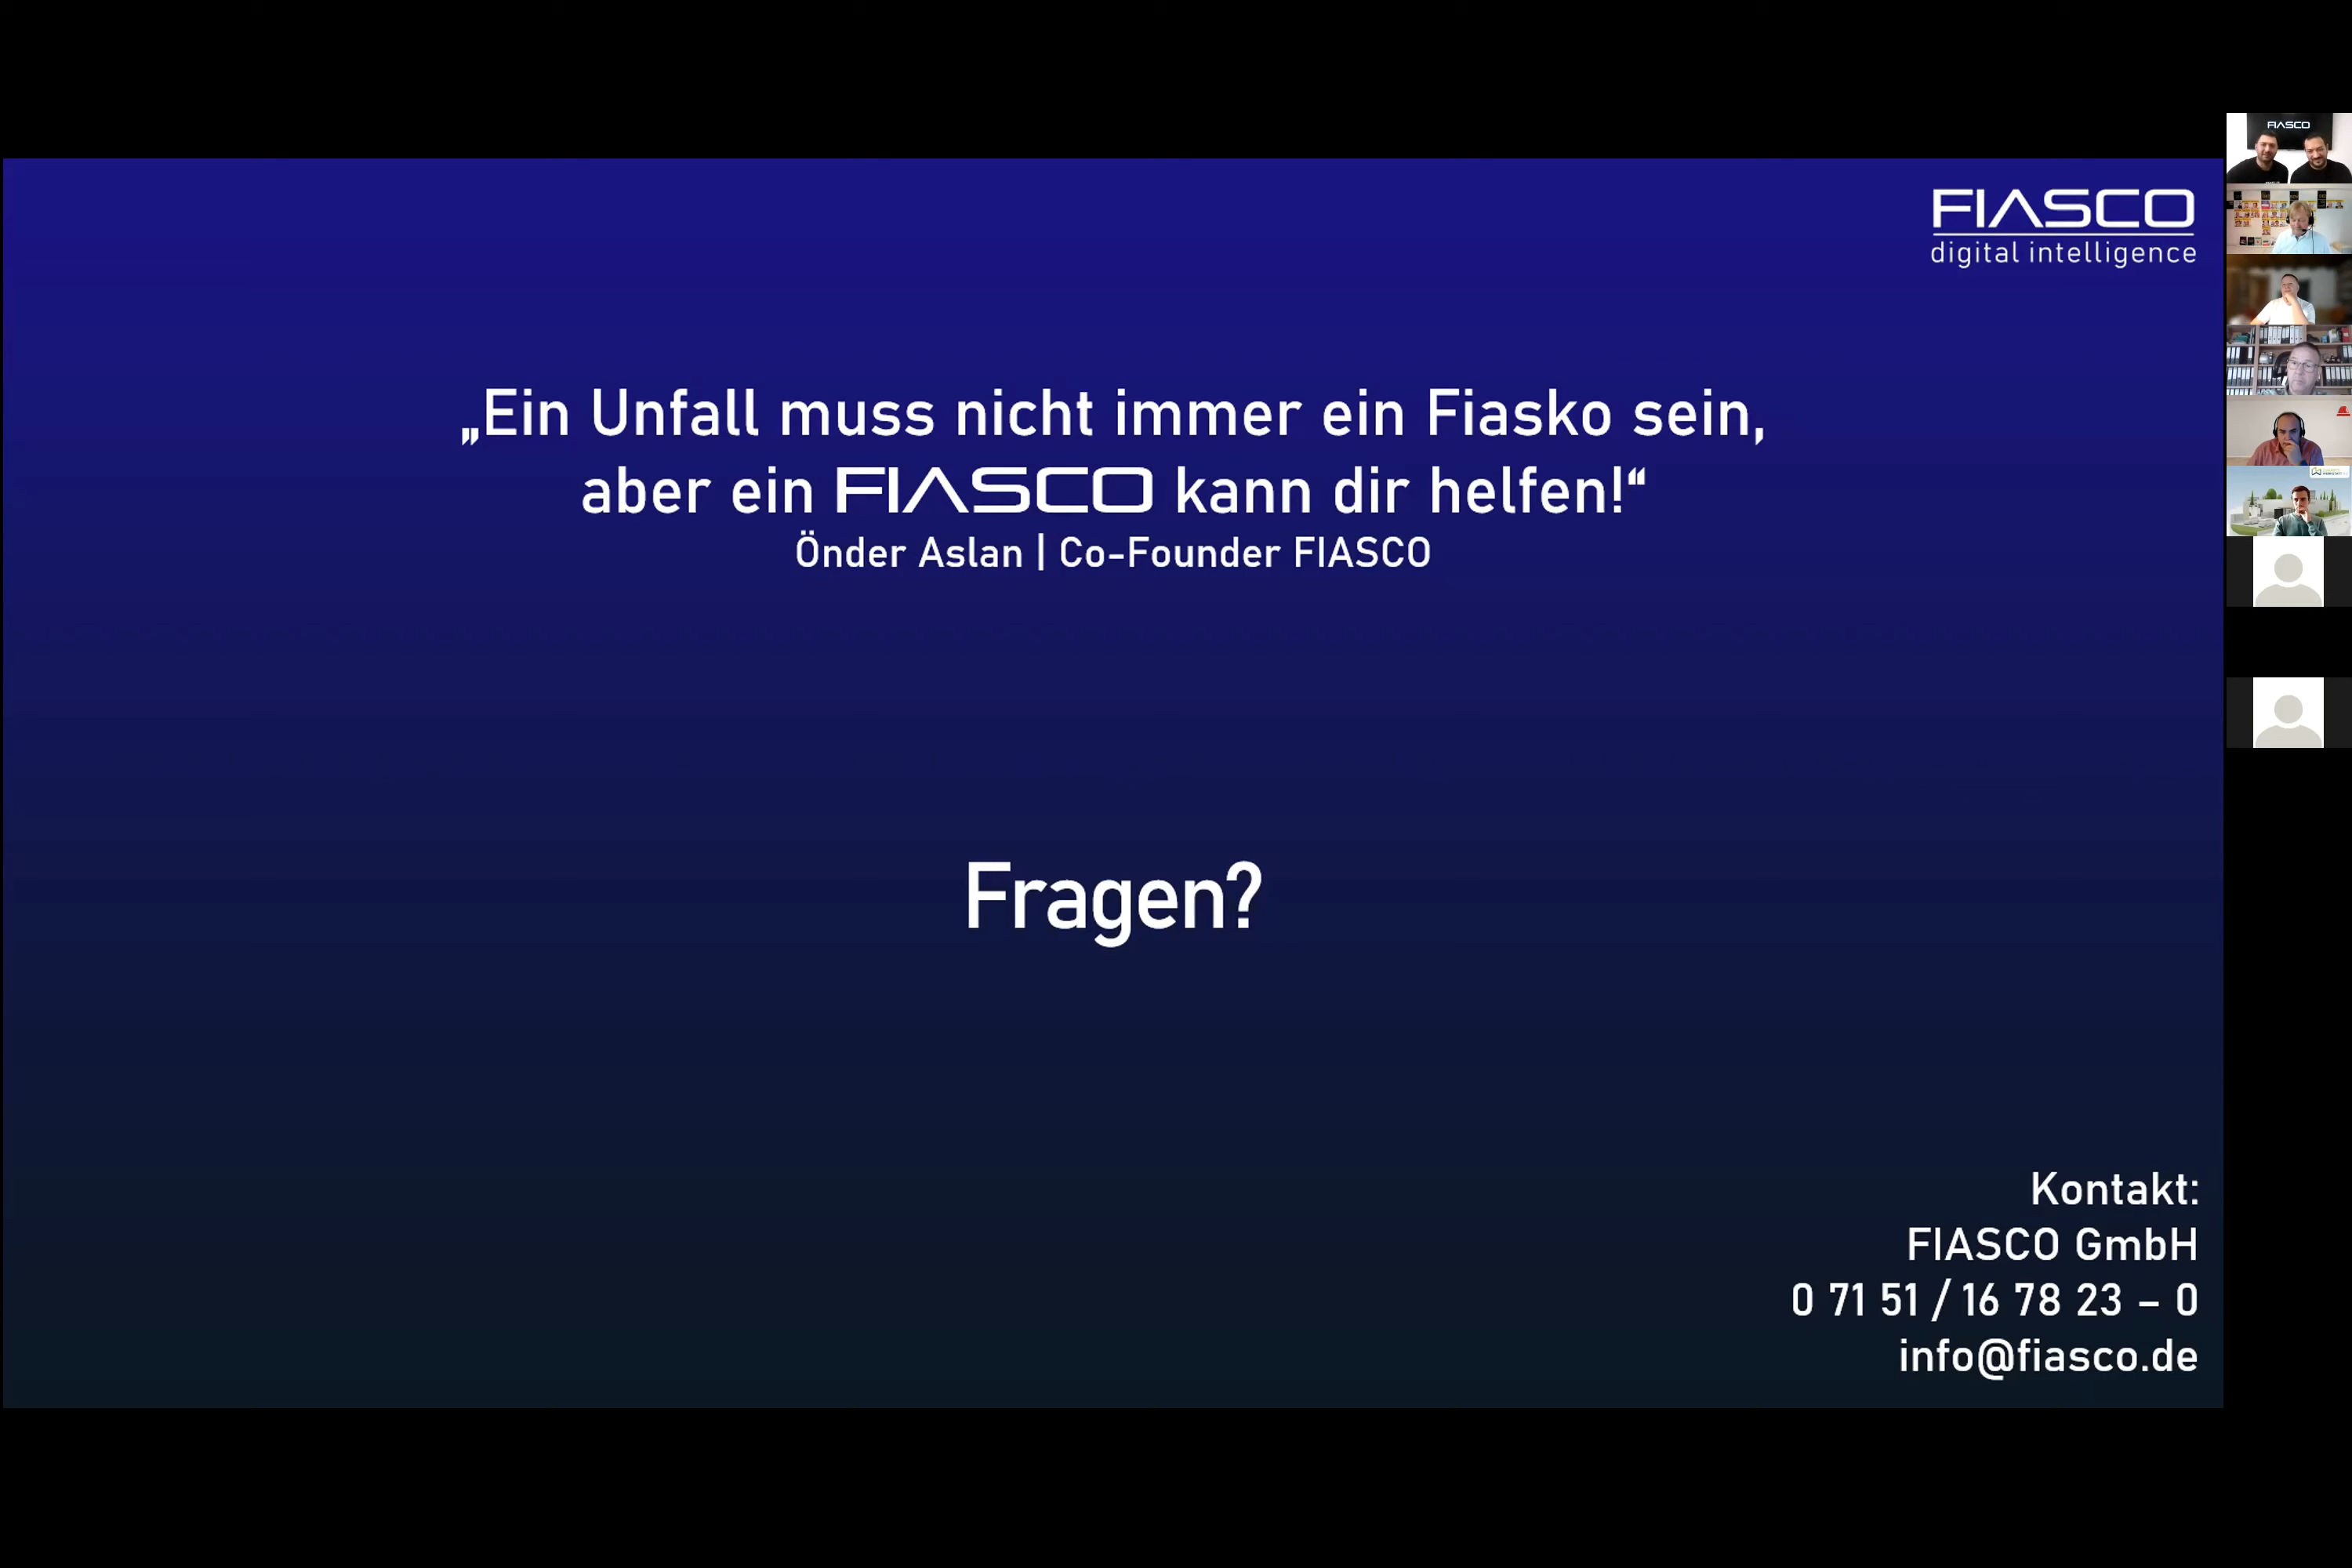 FIASCO
digital intelligence
„Ein Unfall muss nicht immer ein Fiasko sein,
aber ein FIASCO kann dir helfen!“
Önder Aslan | Co-Founder FIASCO
Fragen?
Kontakt:
FIASCO GmbH
0 71 51 / 16 78 23 – 0
info@fiasco.de
FIASCO